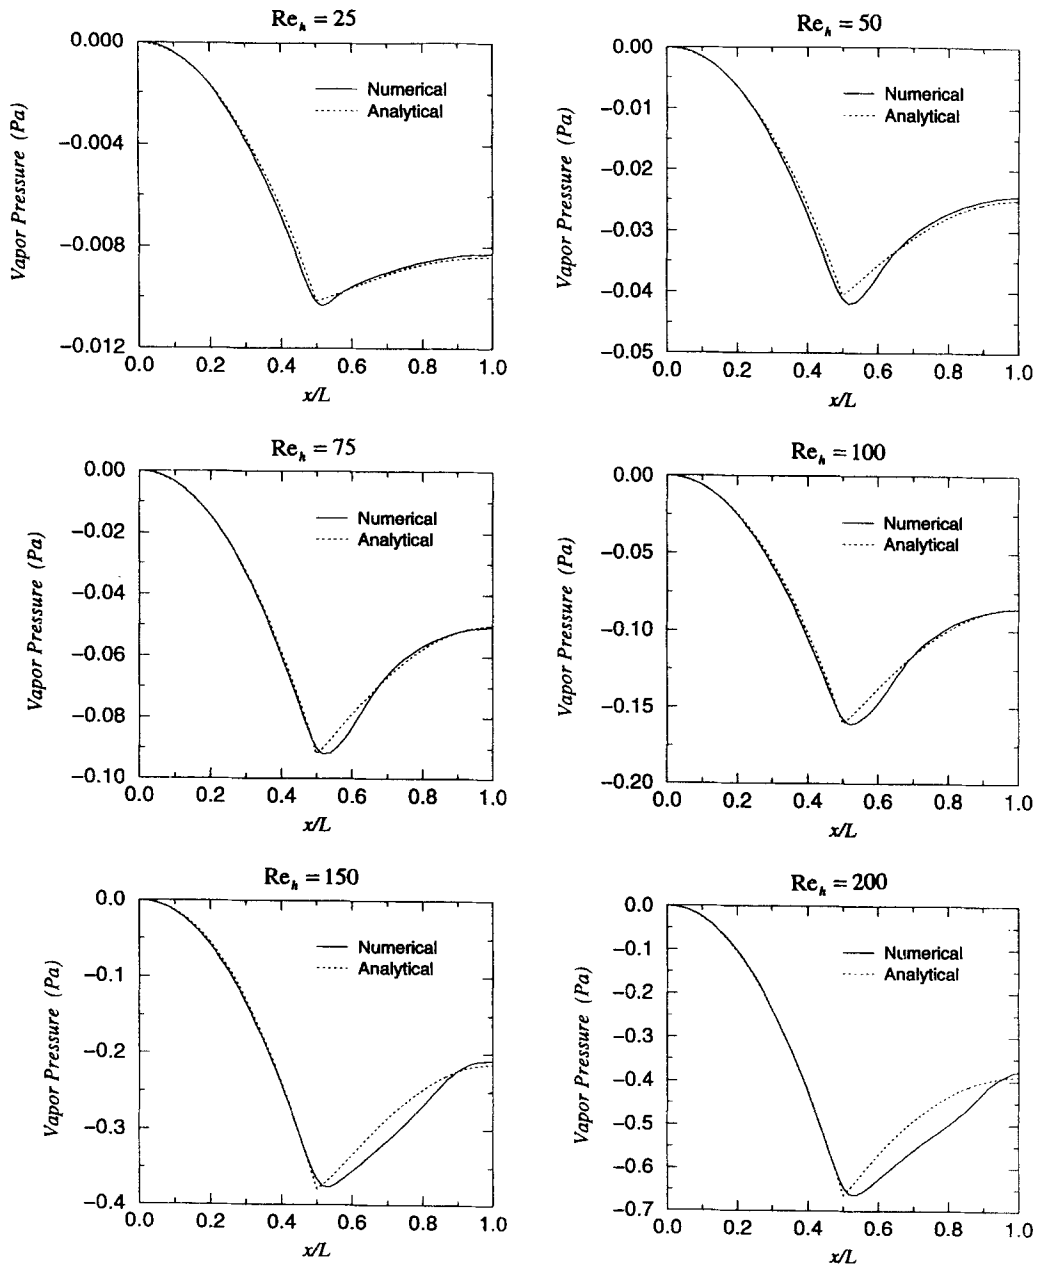 Re_h = 25
0.000
−0.004
−0.008
−0.012
Vapor Pressure (Pa)
Numerical
Analytical
0.0 0.2 0.4 0.6 0.8 1.0
x/L
Re_h = 50
0.00
−0.01
−0.02
−0.03
−0.04
−0.05
Vapor Pressure (Pa)
Numerical
Analytical
0.0 0.2 0.4 0.6 0.8 1.0
x/L
Re_h = 75
0.00
−0.02
−0.04
−0.06
−0.08
−0.10
Vapor Pressure (Pa)
Numerical
Analytical
0.0 0.2 0.4 0.6 0.8 1.0
x/L
Re_h = 100
0.00
−0.05
−0.10
−0.15
−0.20
Vapor Pressure (Pa)
Numerical
Analytical
0.0 0.2 0.4 0.6 0.8 1.0
x/L
Re_h = 150
0.0
−0.1
−0.2
−0.3
−0.4
Vapor Pressure (Pa)
Numerical
Analytical
0.0 0.2 0.4 0.6 0.8 1.0
x/L
Re_h = 200
0.0
−0.1
−0.2
−0.3
−0.4
−0.5
−0.6
−0.7
Vapor Pressure (Pa)
Numerical
Analytical
0.0 0.2 0.4 0.6 0.8 1.0
x/L